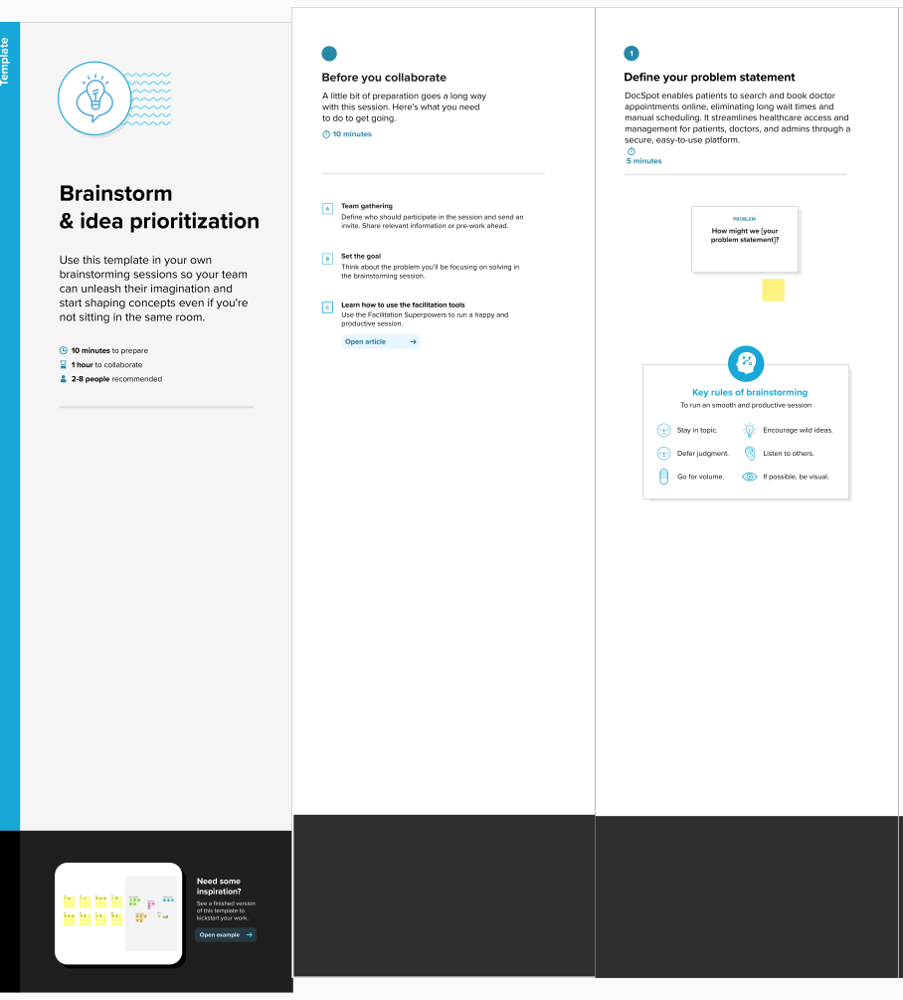 Template
Brainstorm
& idea prioritization
Use this template in your own
brainstorming sessions so your team
can unleash their imagination and
start shaping concepts even if you're
not sitting in the same room.
10 minutes to prepare
1 hour to collaborate
2-8 people recommended
Need some
inspiration?
See a finished version
of this template to
kickstart your work.
Open example
Before you collaborate
A little bit of preparation goes a long way
with this session. Here's what you need
to do to get going.
10 minutes
A
Team gathering
Define who should participate in the session and send an
invite. Share relevant information or pre-work ahead.
B
Set the goal
Think about the problem you'll be focusing on solving in
the brainstorming session.
C
Learn how to use the facilitation tools
Use the Facilitation Superpowers to run a happy and
productive session.
Open article
1
Define your problem statement
DocSpot enables patients to search and book doctor
appointments online, eliminating long wait times and
manual scheduling. It streamlines healthcare access and
management for patients, doctors, and admins through a
secure, easy-to-use platform.
5 minutes
PROBLEM
How might we [your
problem statement]?
Key rules of brainstorming
To run an smooth and productive session
Stay in topic.
Encourage wild ideas.
Defer judgment.
Listen to others.
Go for volume.
If possible, be visual.